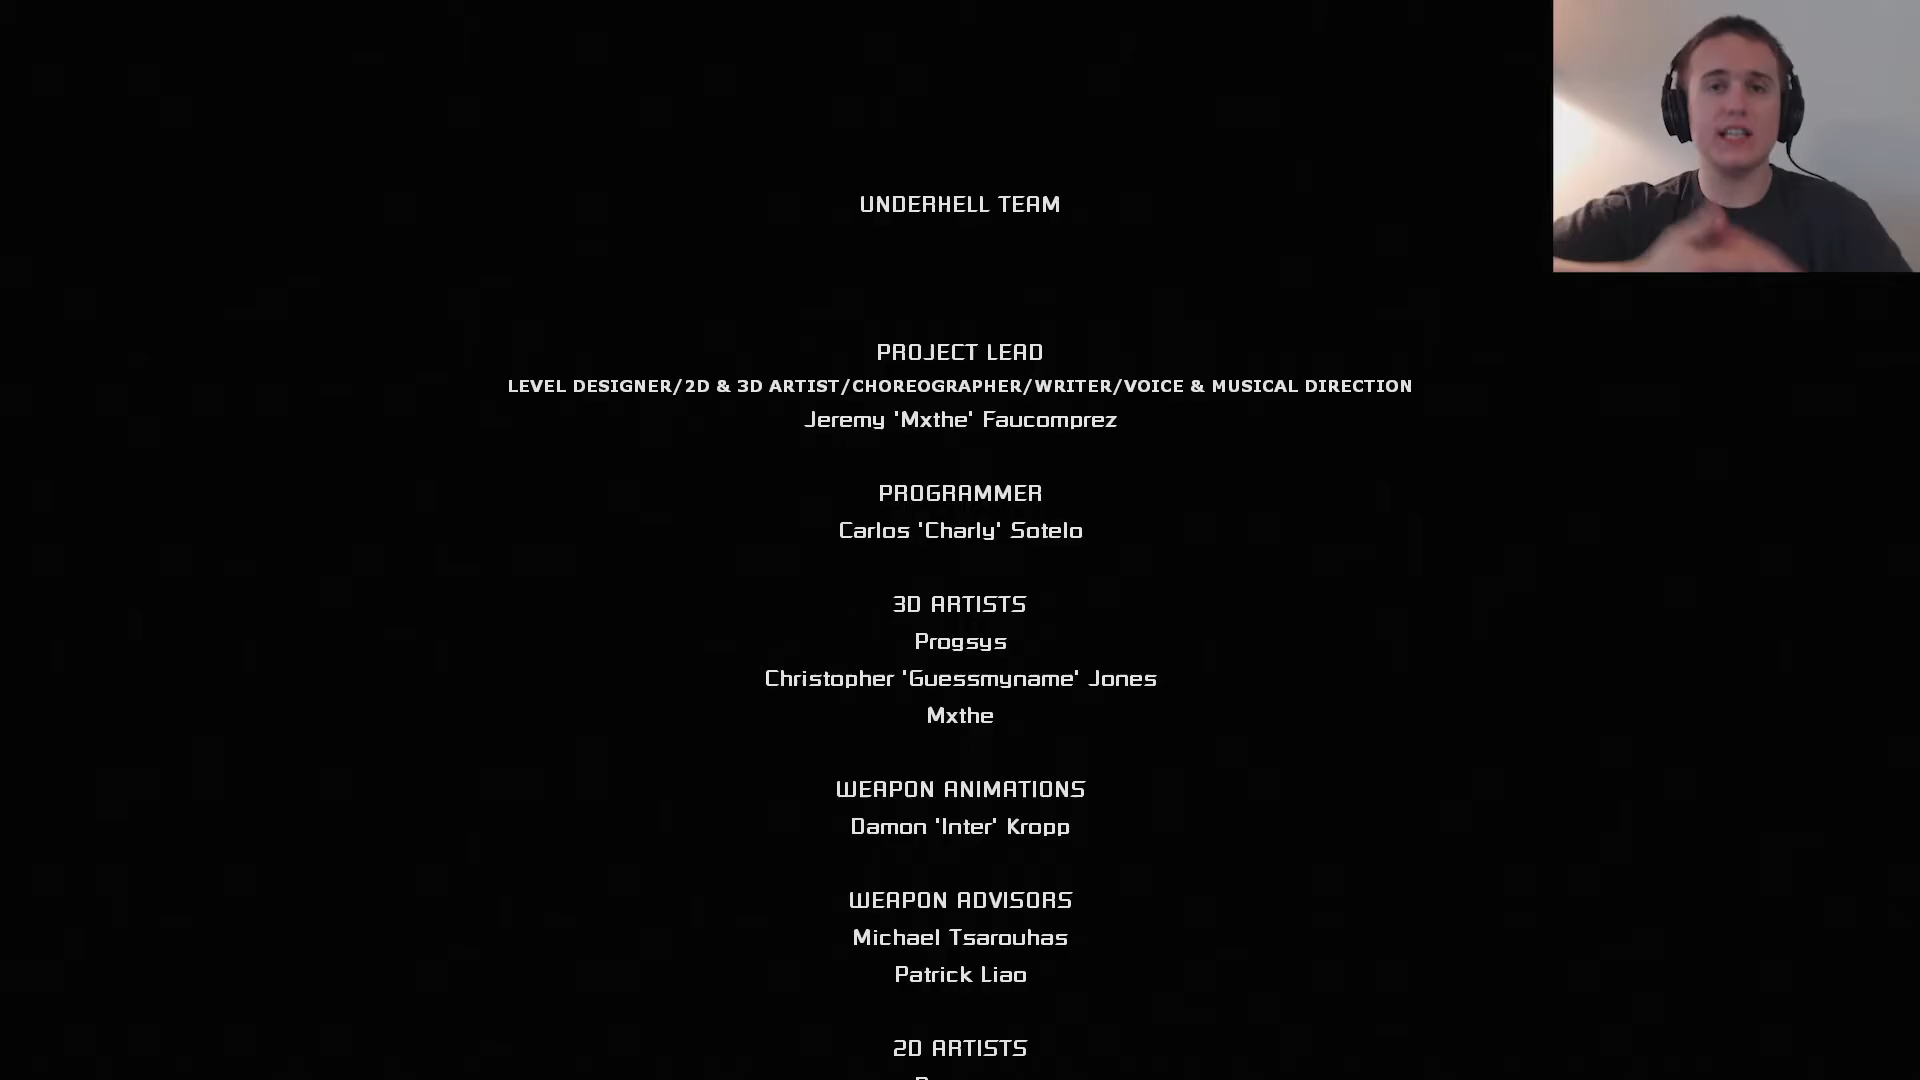 UNDERHELL TEAM
PROJECT LEAD
LEVEL DESIGNER/2D & 3D ARTIST/CHOREOGRAPHER/WRITER/VOICE & MUSICAL DIRECTION
Jeremy 'Mxthe' Faucomprez
PROGRAMMER
Carlos 'Charly' Sotelo
3D ARTISTS
Progsys
Christopher 'Guessmyname' Jones
Mxthe
WEAPON ANIMATIONS
Damon 'Inter' Kropp
WEAPON ADVISORS
Michael Tsarouhas
Patrick Liao
2D ARTISTS